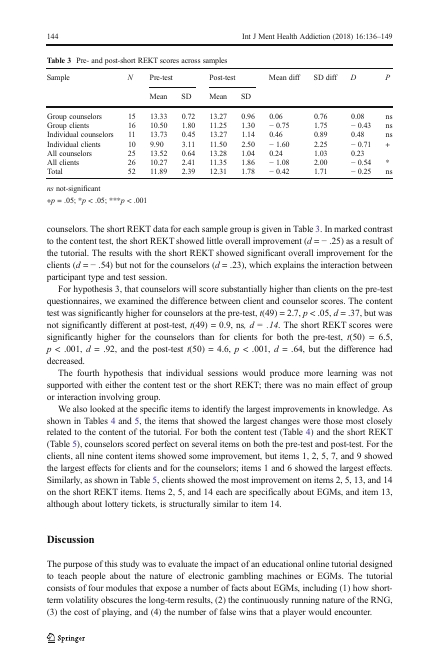 144
Int J Ment Health Addiction (2018) 16:136–149
Table 3 Pre- and post-short REKT scores across samples
Sample N Pre-test Post-test Mean diff SD diff D P
Mean SD Mean SD
Group counselors 15 13.33 0.72 13.27 0.96 0.06 0.76 0.08 ns
Group clients 16 10.50 1.80 11.25 1.30 − 0.75 1.75 − 0.43 ns
Individual counselors 11 13.73 0.45 13.27 1.14 0.46 0.89 0.48 ns
Individual clients 10 9.90 3.11 11.50 2.50 − 1.60 2.25 − 0.71 +
All counselors 25 13.52 0.64 13.28 1.04 0.24 1.03 0.23
All clients 26 10.27 2.41 11.35 1.86 − 1.08 2.00 − 0.54 *
Total 52 11.89 2.39 12.31 1.78 − 0.42 1.71 − 0.25 ns
ns not-significant
+p = .05; *p < .05; ***p < .001
counselors. The short REKT data for each sample group is given in Table 3. In marked contrast
to the content test, the short REKT showed little overall improvement (d = − .25) as a result of
the tutorial. The results with the short REKT showed significant overall improvement for the
clients (d = − .54) but not for the counselors (d = .23), which explains the interaction between
participant type and test session.
For hypothesis 3, that counselors will score substantially higher than clients on the pre-test
questionnaires, we examined the difference between client and counselor scores. The content
test was significantly higher for counselors at the pre-test, t(49) = 2.7, p < .05, d = .37, but was
not significantly different at post-test, t(49) = 0.9, ns, d = .14. The short REKT scores were
significantly higher for the counselors than for clients for both the pre-test, t(50) = 6.5,
p < .001, d = .92, and the post-test t(50) = 4.6, p < .001, d = .64, but the difference had
decreased.
The fourth hypothesis that individual sessions would produce more learning was not
supported with either the content test or the short REKT; there was no main effect of group
or interaction involving group.
We also looked at the specific items to identify the largest improvements in knowledge. As
shown in Tables 4 and 5, the items that showed the largest changes were those most closely
related to the content of the tutorial. For both the content test (Table 4) and the short REKT
(Table 5), counselors scored perfect on several items on both the pre-test and post-test. For the
clients, all nine content items showed some improvement, but items 1, 2, 5, 7, and 9 showed
the largest effects for clients and for the counselors; items 1 and 6 showed the largest effects.
Similarly, as shown in Table 5, clients showed the most improvement on items 2, 5, 13, and 14
on the short REKT items. Items 2, 5, and 14 each are specifically about EGMs, and item 13,
although about lottery tickets, is structurally similar to item 14.
Discussion
The purpose of this study was to evaluate the impact of an educational online tutorial designed
to teach people about the nature of electronic gambling machines or EGMs. The tutorial
consists of four modules that expose a number of facts about EGMs, including (1) how short-
term volatility obscures the long-term results, (2) the continuously running nature of the RNG,
(3) the cost of playing, and (4) the number of false wins that a player would encounter.
Springer